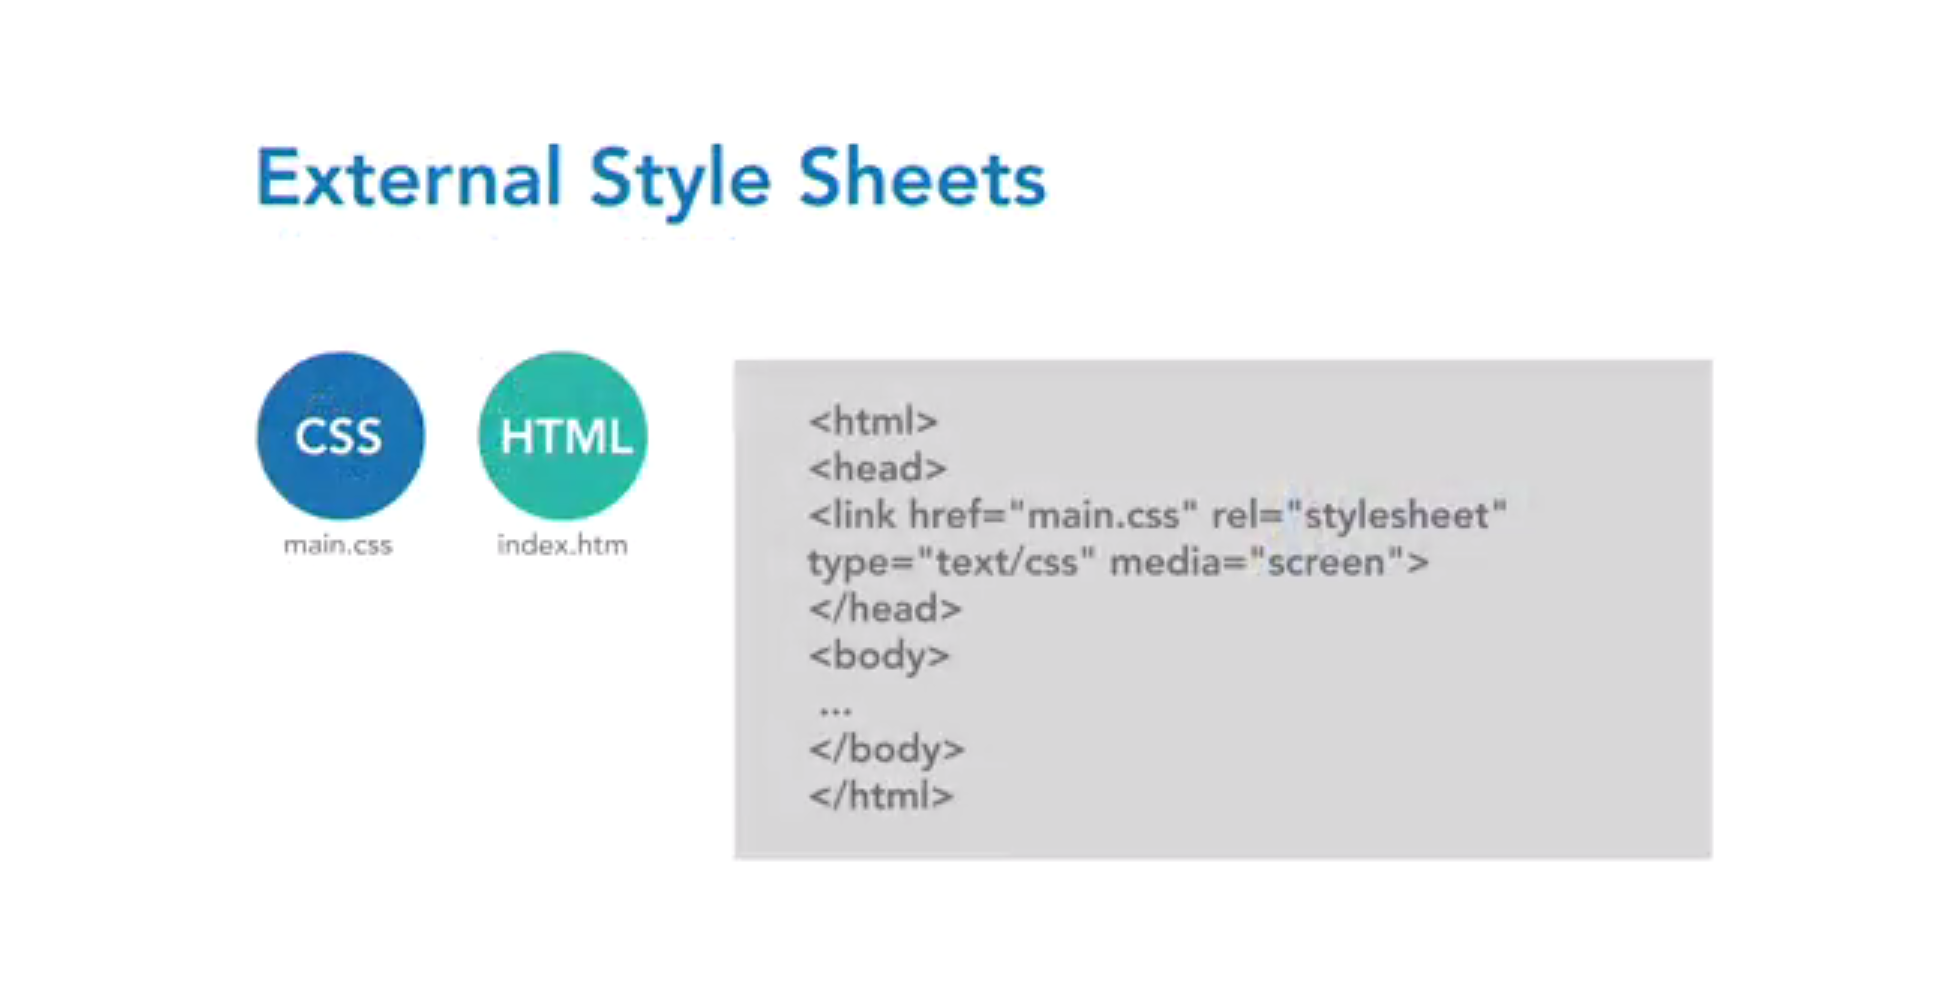 External Style Sheets
CSS
HTML
main.css
index.htm
<html>
<head>
<link href="main.css" rel="stylesheet"
type="text/css" media="screen">
</head>
<body>
...
</body>
</html>